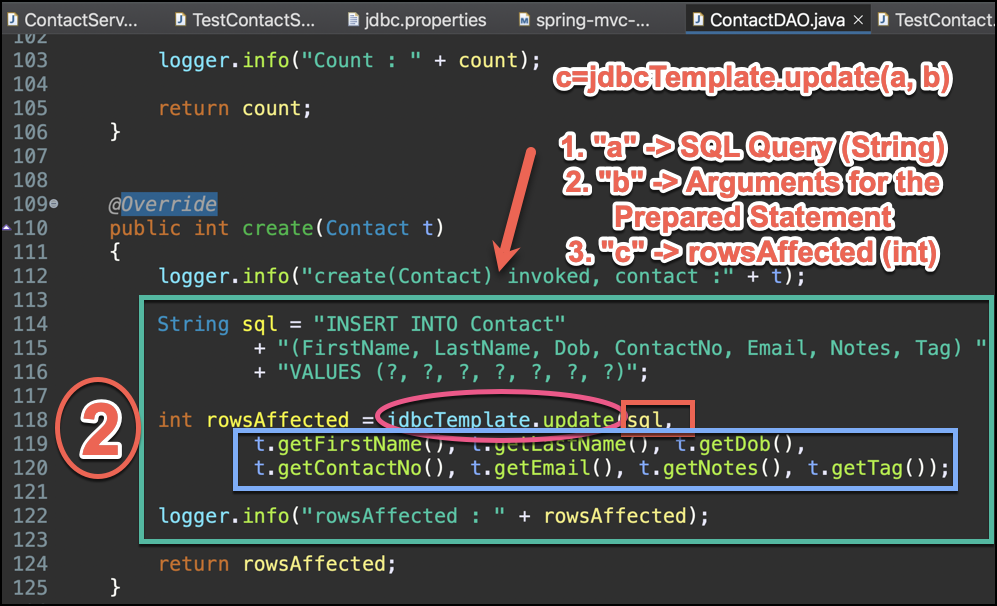 ContactServ...
TestContactS...
jdbc.properties
spring-mvc-...
ContactDAO.java ×
TestContact.
102
103 logger.info("Count : " + count);
c=jdbcTemplate.update(a, b)
104
105 return count;
106 }
1. "a" -> SQL Query (String)
107
2. "b" -> Arguments for the
108
109 @Override
Prepared Statement
110 public int create(Contact t)
3. "c" -> rowsAffected (int)
111 {
112 logger.info("create(Contact) invoked, contact :" + t);
113
114 String sql = "INSERT INTO Contact"
115 + "(FirstName, LastName, Dob, ContactNo, Email, Notes, Tag) "
116 + "VALUES (?, ?, ?, ?, ?, ?, ?)";
117
2
118 int rowsAffected = jdbcTemplate.update(sql,
119 t.getFirstName(), t.getLastName(), t.getDob(),
120 t.getContactNo(), t.getEmail(), t.getNotes(), t.getTag());
121
122 logger.info("rowsAffected : " + rowsAffected);
123
124 return rowsAffected;
125 }